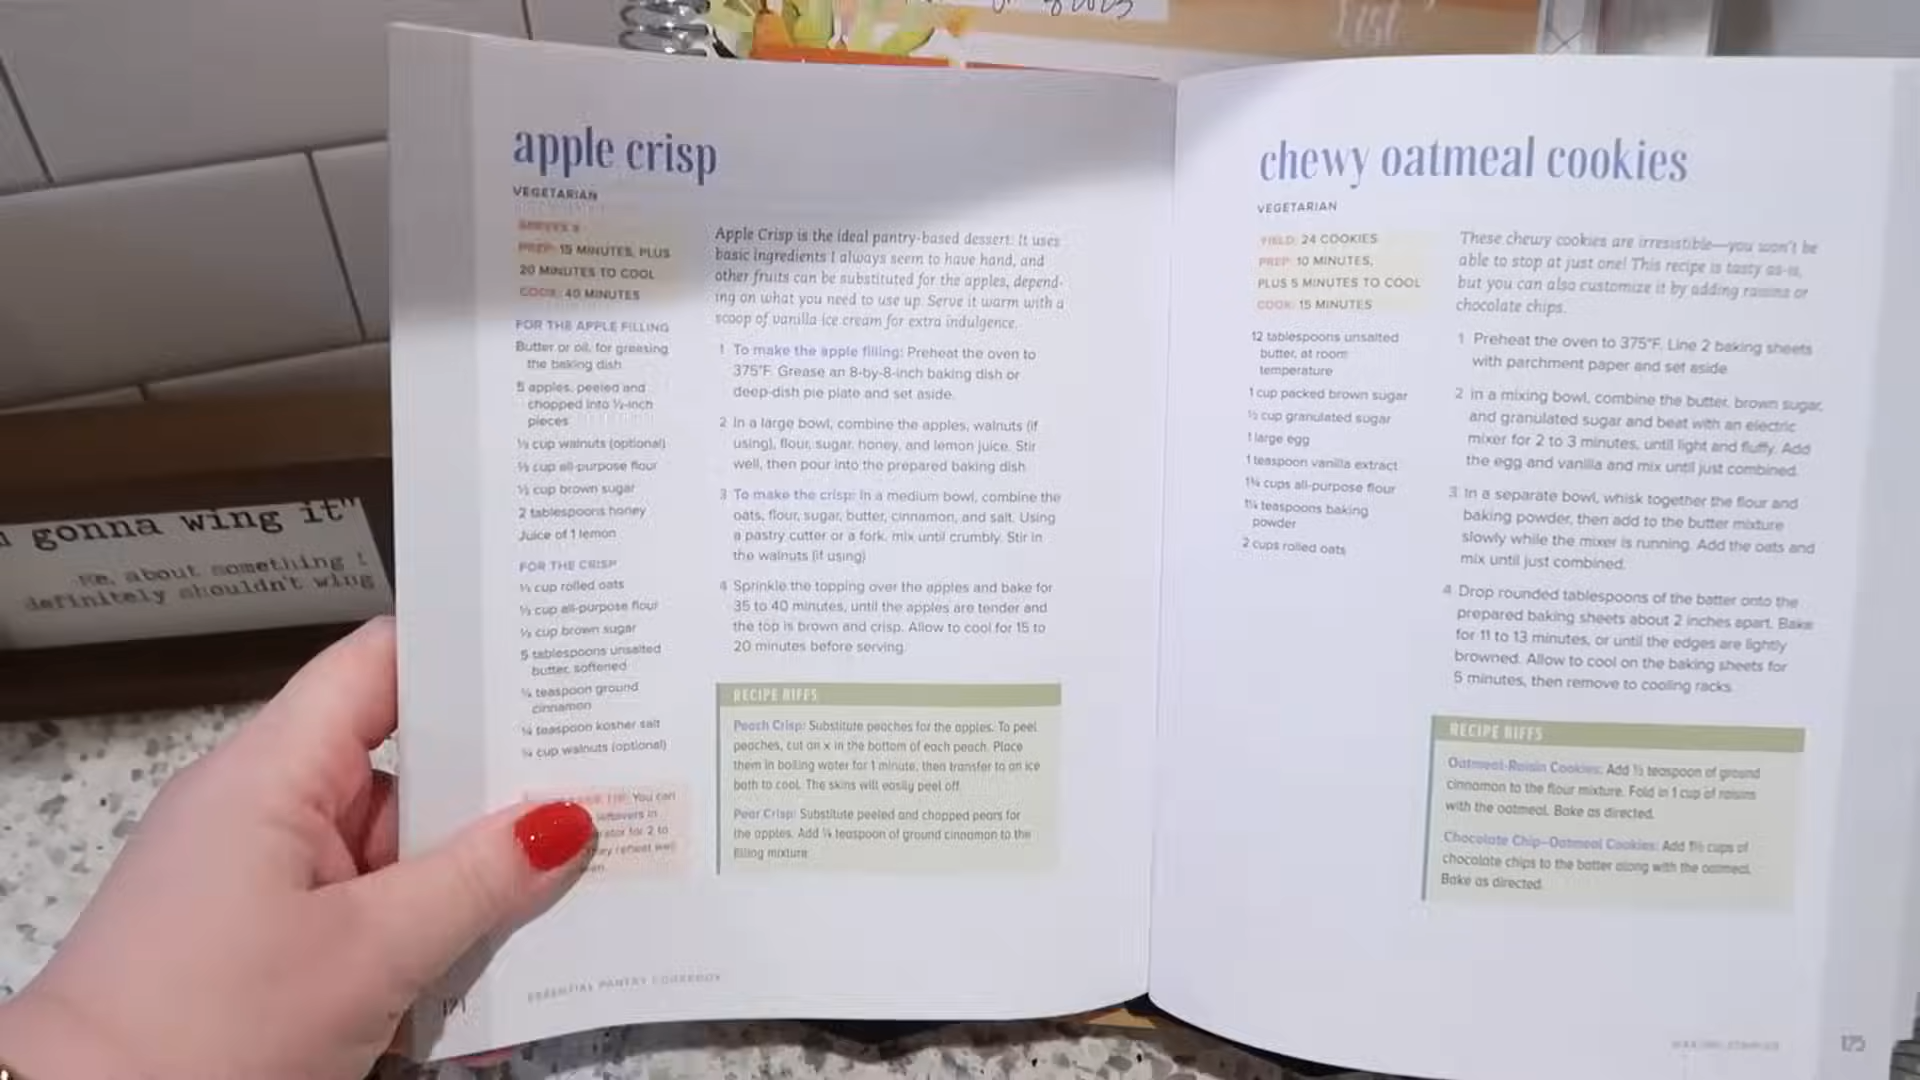 List
gonna wing it"
Me, about something I
definitely shouldn't wing
apple crisp
VEGETARIAN
SERVES
PREP: 15 MINUTES, PLUS
20 MINUTES TO COOL
COOK: 40 MINUTES
FOR THE APPLE FILLING
Butter or oil, for greasing
the baking dish
5 apples, peeled and
chopped into ½-inch
pieces
cup walnuts (optional)
cup all-purpose flour
cup brown sugar
2 tablespoons honey
Juice of 1 lemon
FOR THE CRISP
cup rolled oats
cup all-purpose flour
cup brown sugar
5 tablespoons unsalted
butter, softened
teaspoon ground
cinnamon
teaspoon kosher salt
cup walnuts (optional)
TIP: You can
leftovers in
for 2 to
They reheat well
Apple Crisp is the ideal pantry-based dessert: It uses
basic ingredients I always seem to have hand, and
other fruits can be substituted for the apples, depend-
ing on what you need to use up. Serve it warm with a
scoop of vanilla ice cream for extra indulgence.
1 To make the apple filling: Preheat the oven to
375°F. Grease an 8-by-8-inch baking dish or
deep-dish pie plate and set aside.
2 In a large bowl, combine the apples, walnuts (if
using), flour, sugar, honey, and lemon juice. Stir
well, then pour into the prepared baking dish.
3 To make the crisp: In a medium bowl, combine the
oats, flour, sugar, butter, cinnamon, and salt. Using
a pastry cutter or a fork, mix until crumbly. Stir in
the walnuts (if using).
4 Sprinkle the topping over the apples and bake for
35 to 40 minutes, until the apples are tender and
the top is brown and crisp. Allow to cool for 15 to
20 minutes before serving.
RECIPE RIFFS
Peach Crisp: Substitute peaches for the apples. To peel
peaches, cut an x in the bottom of each peach. Place
them in boiling water for 1 minute, then transfer to an ice
bath to cool. The skins will easily peel off.
Pear Crisp: Substitute peeled and chopped pears for
the apples. Add ¼ teaspoon of ground cinnamon to the
filling mixture.
ESSENTIAL PANTRY COOKBOOK
chewy oatmeal cookies
VEGETARIAN
YIELD: 24 COOKIES
PREP: 10 MINUTES,
PLUS 5 MINUTES TO COOL
COOK: 15 MINUTES
12 tablespoons unsalted
butter, at room
temperature
1 cup packed brown sugar
½ cup granulated sugar
1 large egg
1 teaspoon vanilla extract
1¼ cups all-purpose flour
teaspoons baking
powder
2 cups rolled oats
These chewy cookies are irresistible—you won't be
able to stop at just one! This recipe is tasty as-is,
but you can also customize it by adding raisins or
chocolate chips.
1 Preheat the oven to 375°F. Line 2 baking sheets
with parchment paper and set aside.
2 In a mixing bowl, combine the butter, brown sugar,
and granulated sugar and beat with an electric
mixer for 2 to 3 minutes, until light and fluffy. Add
the egg and vanilla and mix until just combined.
3 In a separate bowl, whisk together the flour and
baking powder, then add to the butter mixture
slowly while the mixer is running. Add the oats and
mix until just combined.
4 Drop rounded tablespoons of the batter onto the
prepared baking sheets about 2 inches apart. Bake
for 11 to 13 minutes, or until the edges are lightly
browned. Allow to cool on the baking sheets for
5 minutes, then remove to cooling racks.
RECIPE RIFFS
Oatmeal-Raisin Cookies: Add ½ teaspoon of ground
cinnamon to the flour mixture. Fold in 1 cup of raisins
with the oatmeal. Bake as directed.
Chocolate Chip–Oatmeal Cookies: Add 1½ cups of
chocolate chips to the batter along with the oatmeal.
Bake as directed.
125